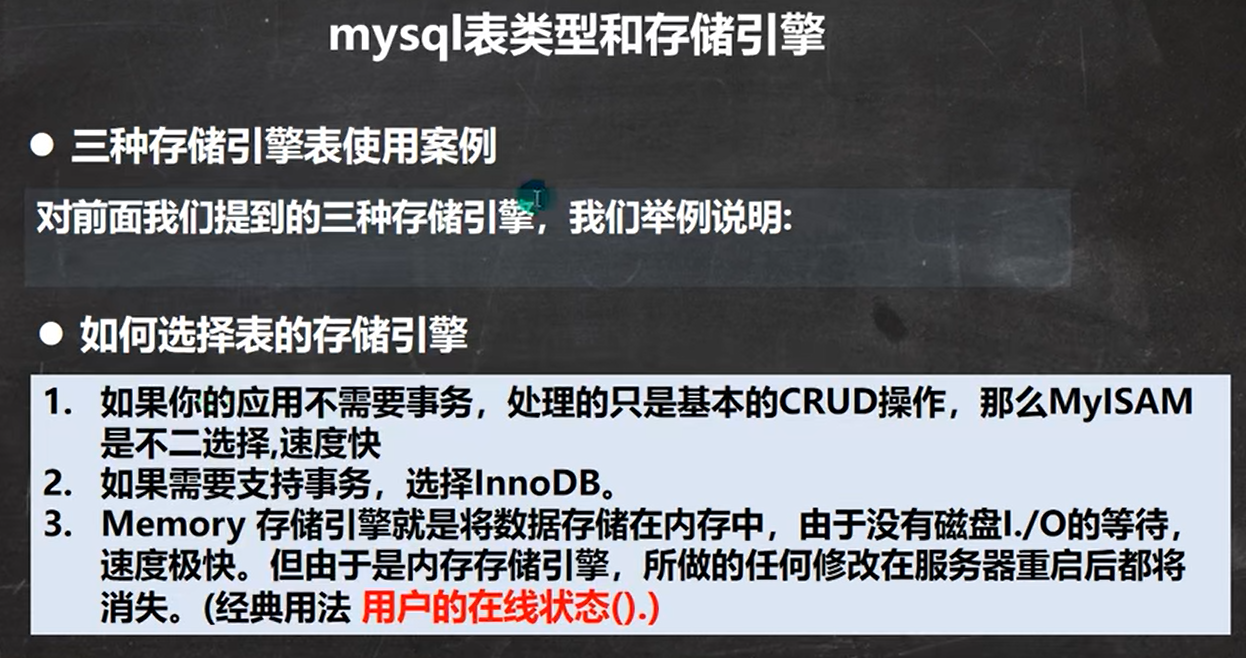 mysql表类型和存储引擎
● 三种存储引擎表使用案例
对前面我们提到的三种存储引擎，我们举例说明:
● 如何选择表的存储引擎
1. 如果你的应用不需要事务，处理的只是基本的CRUD操作，那么MyISAM
是不二选择,速度快
2. 如果需要支持事务，选择InnoDB。
3. Memory 存储引擎就是将数据存储在内存中，由于没有磁盘I./O的等待，
速度极快。但由于是内存存储引擎，所做的任何修改在服务器重启后都将
消失。(经典用法 用户的在线状态().)